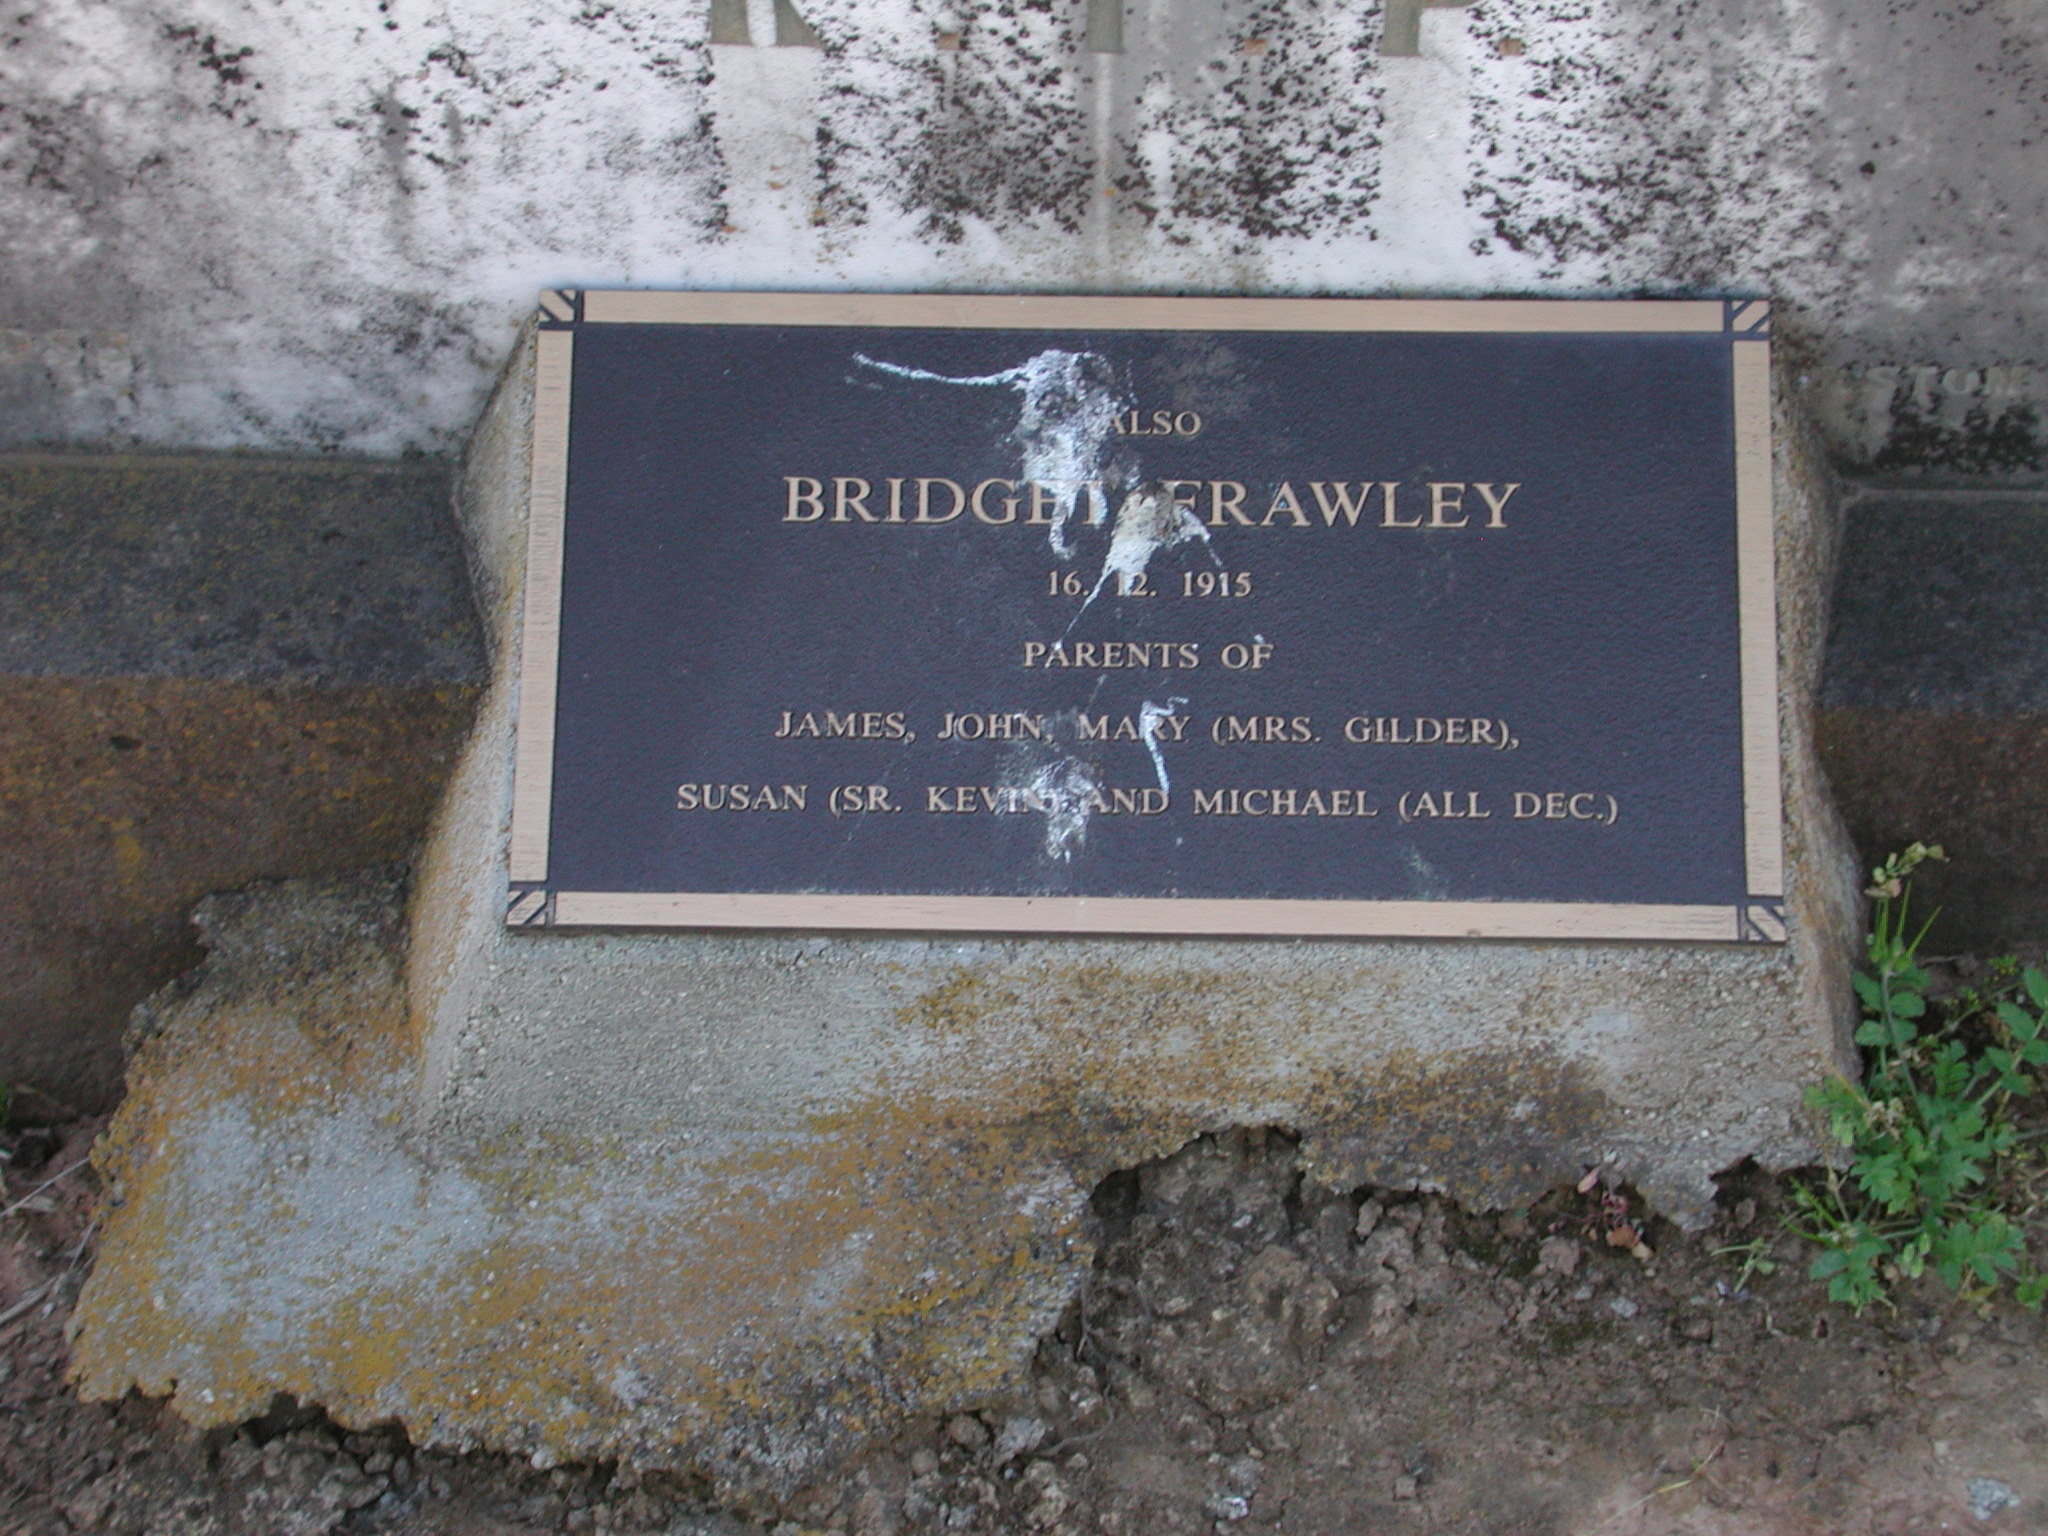 R. I. P.
ALSO
BRIDGET FRAWLEY
16. 12. 1915
PARENTS OF
JAMES, JOHN, MARY (MRS. GILDER),
SUSAN (SR. KEVIN) AND MICHAEL (ALL DEC.)